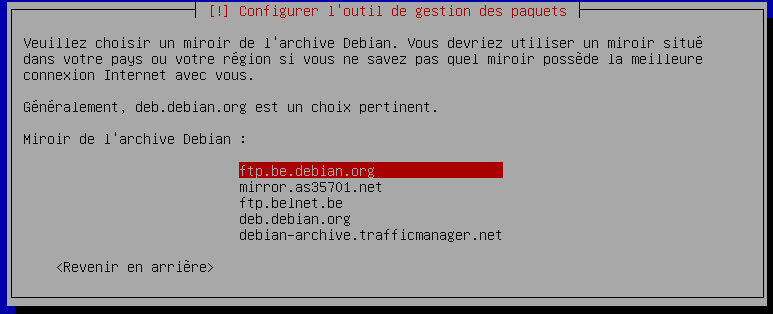 [!] Configurer l'outil de gestion des paquets
Veuillez choisir un miroir de l'archive Debian. Vous devriez utiliser un miroir situé
dans votre pays ou votre région si vous ne savez pas quel miroir possède la meilleure
connexion Internet avec vous.
Généralement, deb.debian.org est un choix pertinent.
Miroir de l'archive Debian :
ftp.be.debian.org
mirror.as35701.net
ftp.belnet.be
deb.debian.org
debian-archive.trafficmanager.net
<Revenir en arrière>